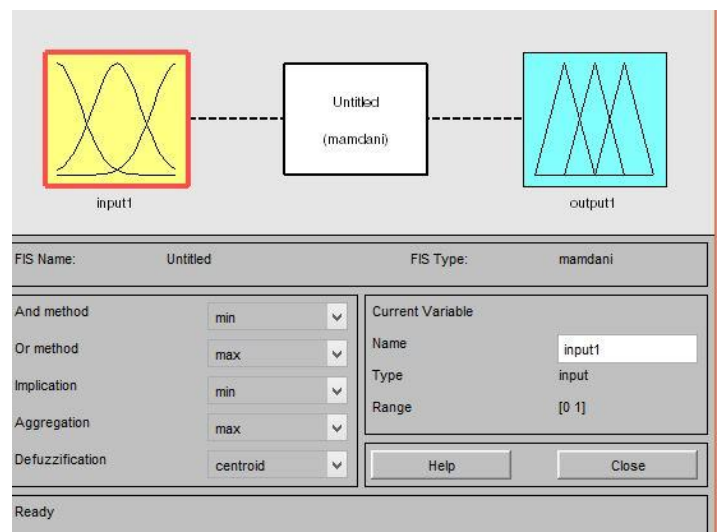 Untitled
(mamdani)
input1
output1
FIS Name:
Untitled
FIS Type:
mamdani
And method
min
Or method
max
Implication
min
Aggregation
max
Defuzzification
centroid
Current Variable
Name
input1
Type
input
Range
[0 1]
Help
Close
Ready